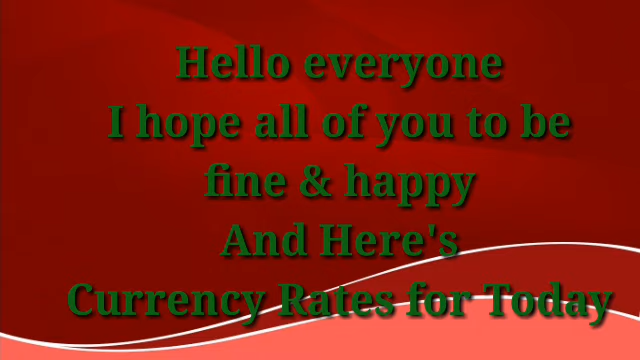 Hello everyone
I hope all of you to be
fine & happy
And Here's
Currency Rates for Today